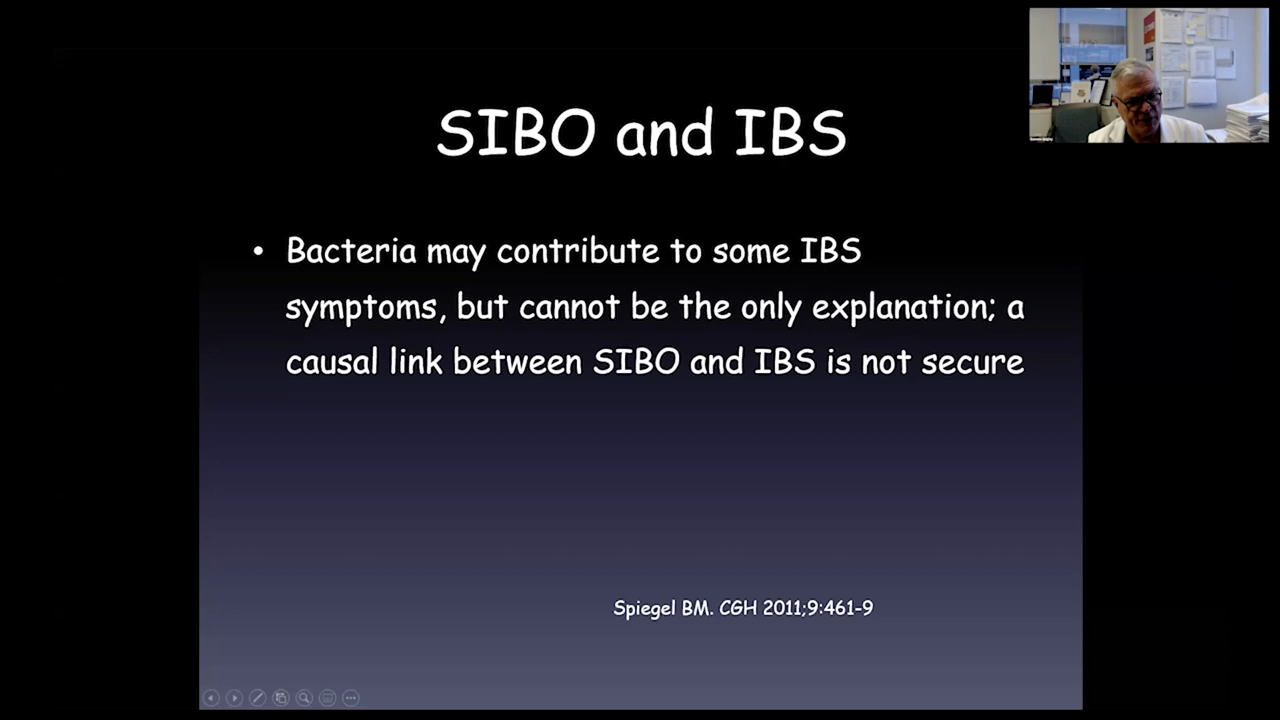 SIBO and IBS
• Bacteria may contribute to some IBS
symptoms, but cannot be the only explanation; a
causal link between SIBO and IBS is not secure
Spiegel BM. CGH 2011;9:461-9